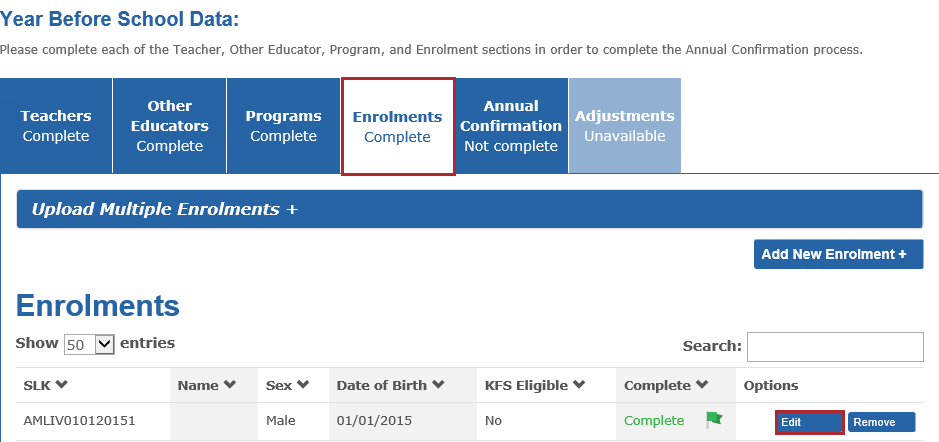 Year Before School Data:
Please complete each of the Teacher, Other Educator, Program, and Enrolment sections in order to complete the Annual Confirmation process.
Teachers
Complete
Other
Educators
Complete
Programs
Complete
Enrolments
Complete
Annual
Confirmation
Not complete
Adjustments
Unavailable
Upload Multiple Enrolments +
Add New Enrolment +
Enrolments
Show 50 entries
Search:
SLK Name Sex Date of Birth KFS Eligible Complete Options
AMLIV010120151 Male 01/01/2015 No Complete Edit Remove